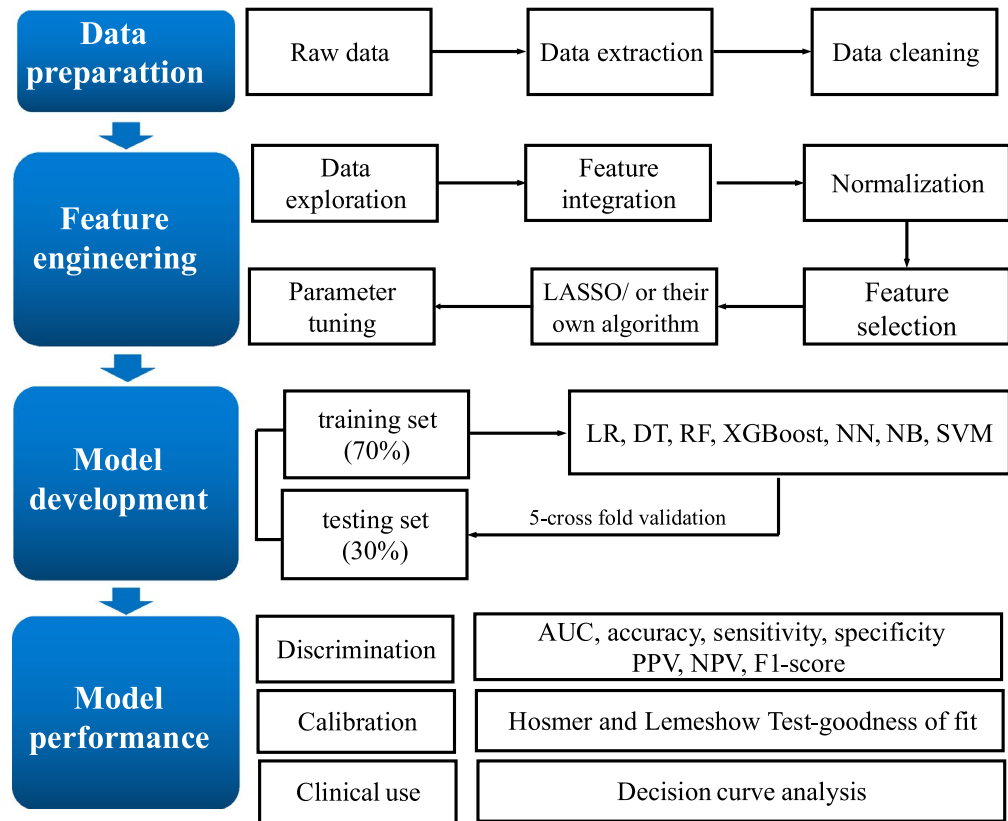 Data
preparattion
Raw data
Data extraction
Data cleaning
Feature
engineering
Data
exploration
Feature
integration
Normalization
Parameter
tuning
LASSO/ or their
own algorithm
Feature
selection
Model
development
training set
(70%)
LR, DT, RF, XGBoost, NN, NB, SVM
testing set
(30%)
5-cross fold validation
Model
performance
Discrimination
AUC, accuracy, sensitivity, specificity
PPV, NPV, F1-score
Calibration
Hosmer and Lemeshow Test-goodness of fit
Clinical use
Decision curve analysis